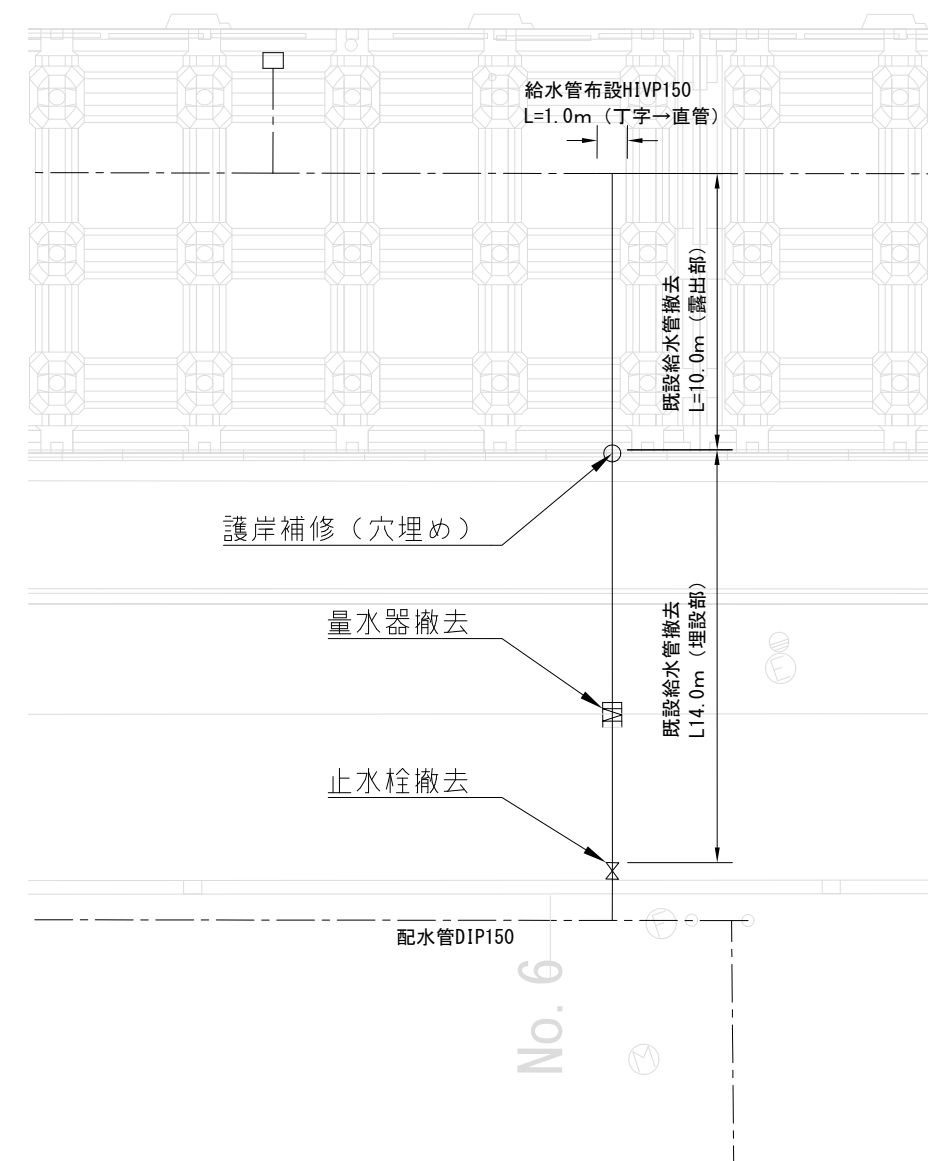 給水管布設HIVP150
L=1.0m（丁字→直管）
既設給水管撤去
L=10.0m（露出部）
護岸補修（穴埋め）
既設給水管撤去
L14.0m（埋設部）
量水器撤去
M
E
止水栓撤去
配水管DIP150
F
No. 6
M